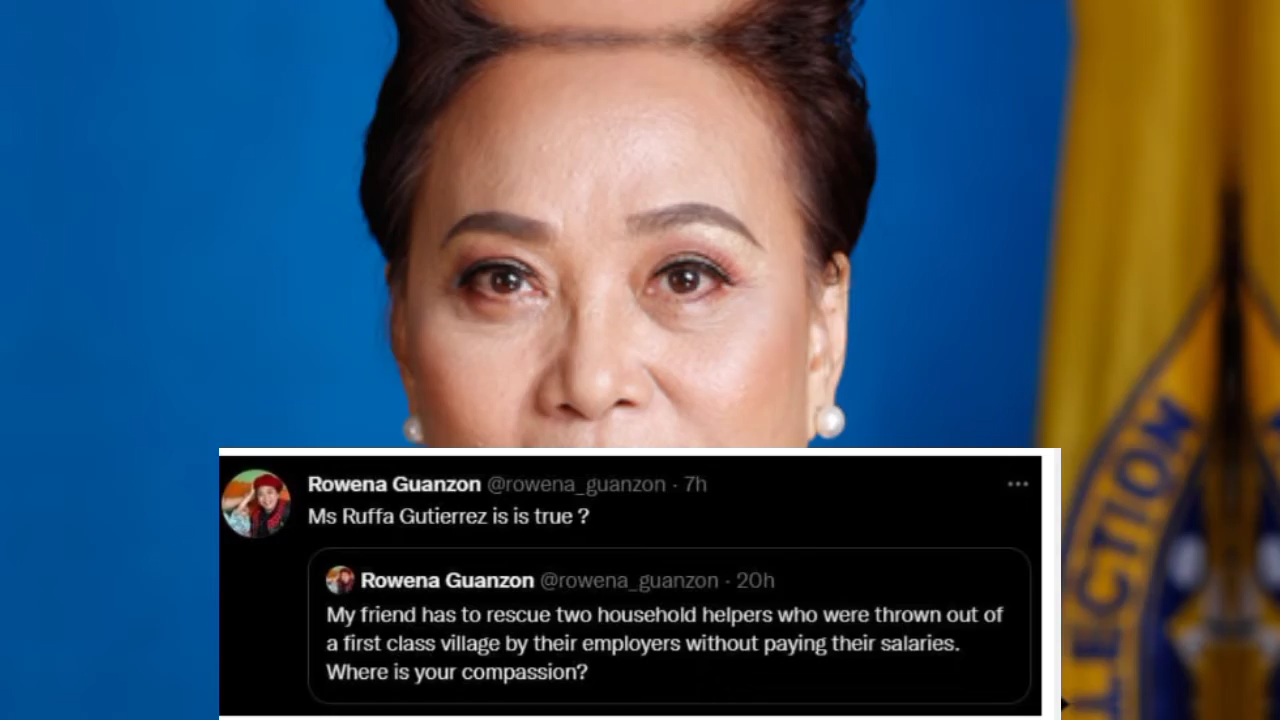 Rowena Guanzon @rowena_guanzon · 7h
Ms Ruffa Gutierrez is is true ?
Rowena Guanzon @rowena_guanzon · 20h
My friend has to rescue two household helpers who were thrown out of
a first class village by their employers without paying their salaries.
Where is your compassion?
LECTION